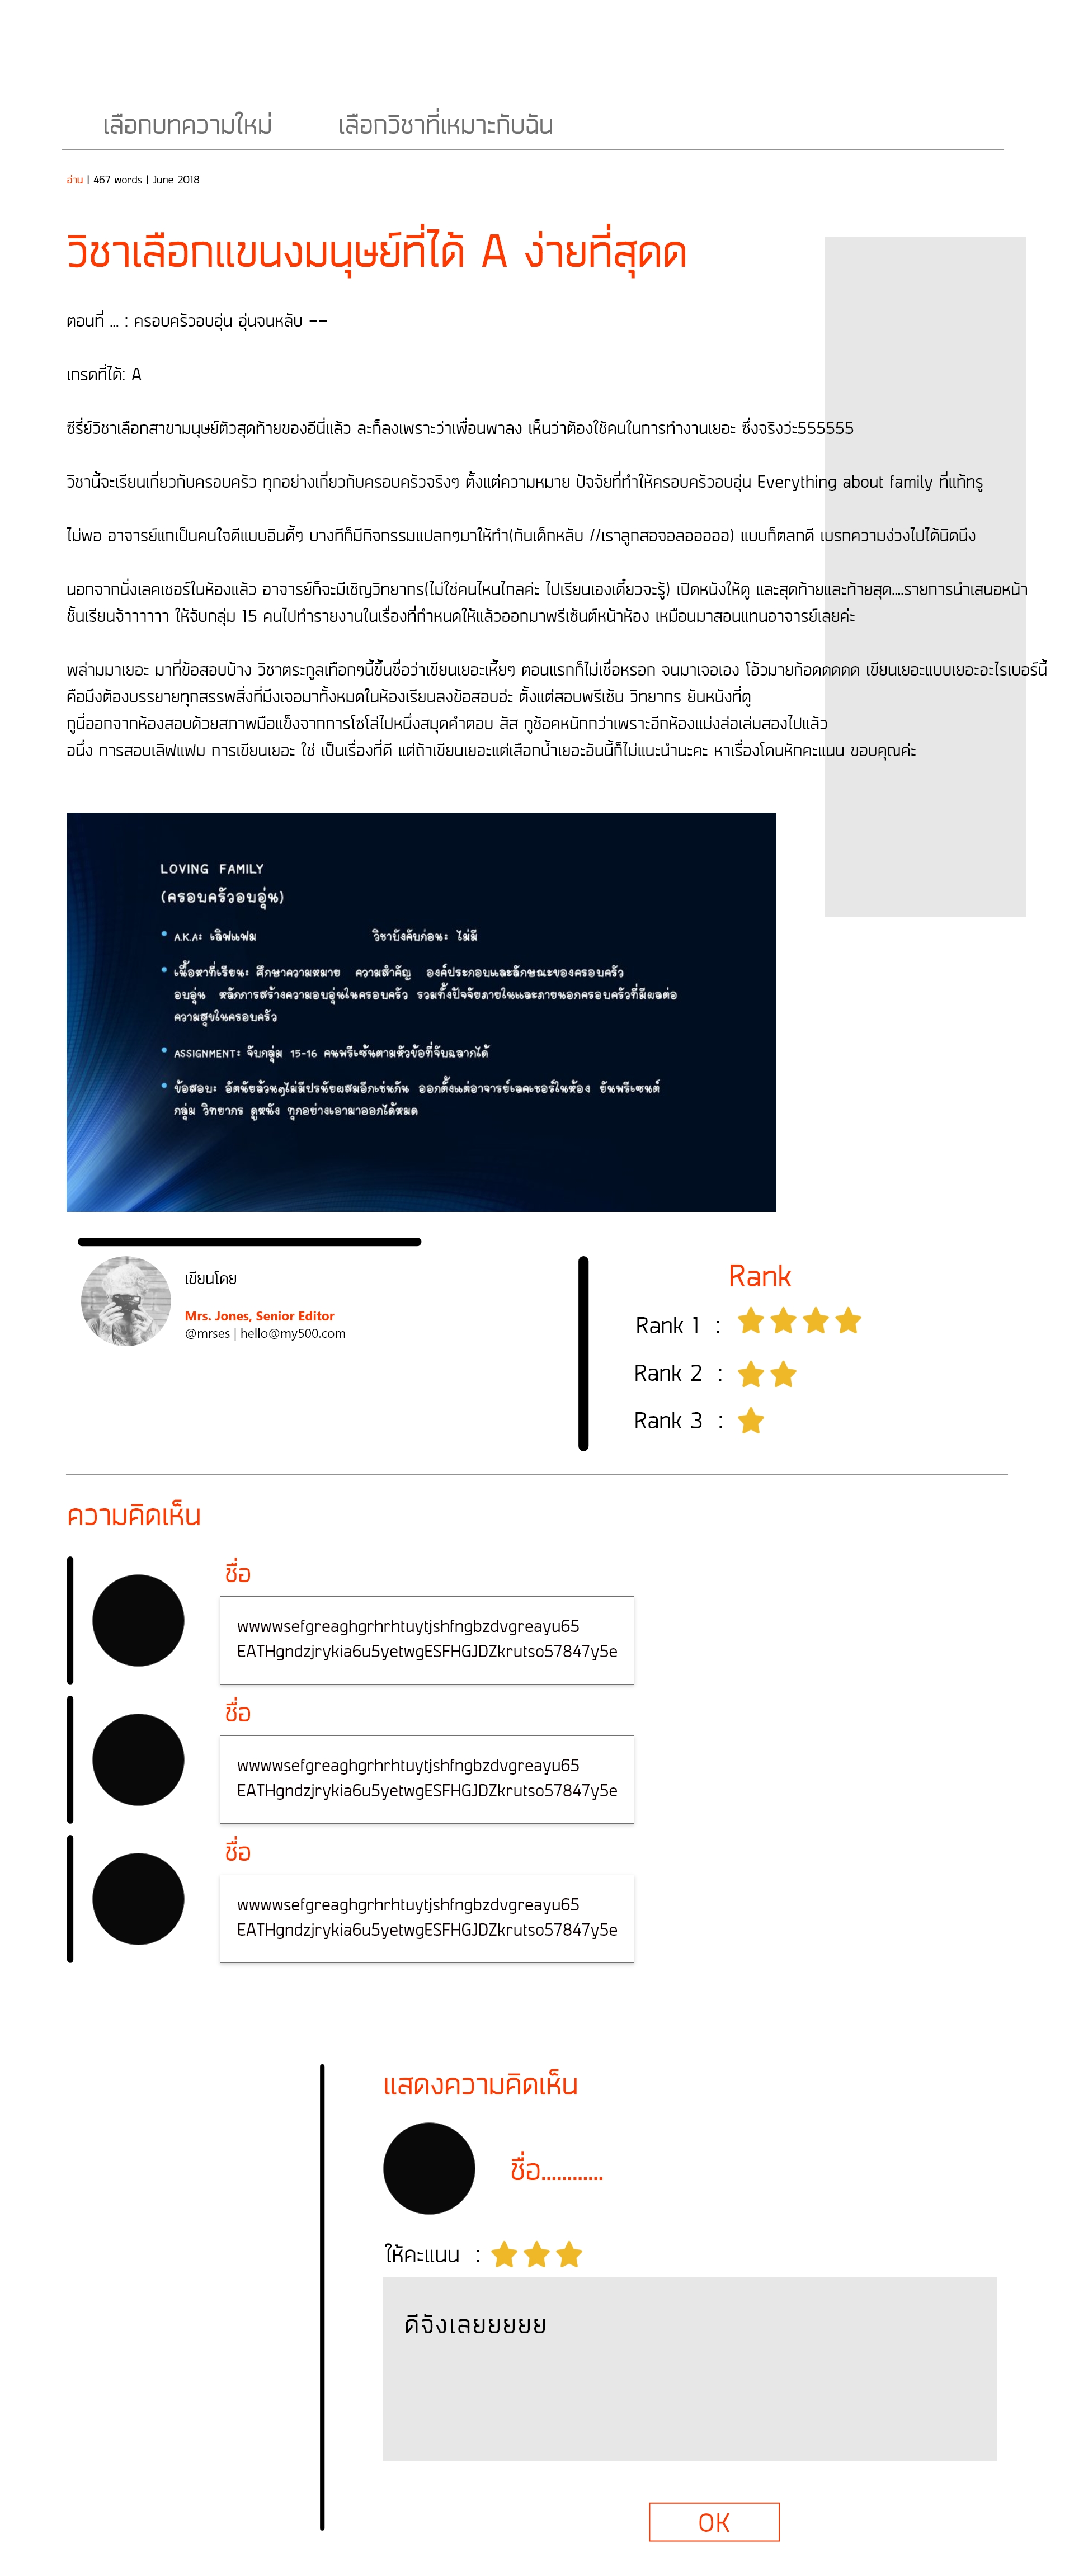 เลือกบทความใหม่ เลือกวิชาที่เหมาะกับฉัน
อ่าน | 467 words | June 2018
วิชาเลือกแขนงมนุษย์ที่ได้ A ง่ายที่สุดด
ตอนที่ ... : ครอบครัวอบอุ่น อุ่นจนหลับ --
เกรดที่ได้: A
ซีรี่ย์วิชาเลือกสาขามนุษย์ตัวสุดท้ายของอีนี่แล้ว ละก็ลงเพราะว่าเพื่อนพาลง เห็นว่าต้องใช้คนในการทำงานเยอะ ซึ่งจริงว่ะ555555
วิชานี้จะเรียนเกี่ยวกับครอบครัว ทุกอย่างเกี่ยวกับครอบครัวจริงๆ ตั้งแต่ความหมาย ปัจจัยที่ทำให้ครอบครัวอบอุ่น Everything about family ที่แท้ทรู
ไม่พอ อาจารย์แกเป็นคนใจดีแบบอินดี้ๆ บางทีก็มีกิจกรรมแปลกๆมาให้ทำ(กันเด็กหลับ //เราลูกสอจอลอออออ) แบบก็ตลกดี เบรกความง่วงไปได้นิดนึง
นอกจากนั่งเลคเชอร์ในห้องแล้ว อาจารย์ก็จะมีเชิญวิทยากร(ไม่ใช่คนไหนไกลค่ะ ไปเรียนเองเดี๋ยวจะรู้) เปิดหนังให้ดู และสุดท้ายและท้ายสุด....รายการนำเสนอหน้า
ชั้นเรียนจ้าาาาาา ให้จับกลุ่ม 15 คนไปทำรายงานในเรื่องที่กำหนดให้แล้วออกมาพรีเซ้นต์หน้าห้อง เหมือนมาสอนแทนอาจารย์เลยค่ะ
พล่ามมาเยอะ มาที่ข้อสอบบ้าง วิชาตระกูลเทือกๆนี้ขึ้นชื่อว่าเขียนเยอะเหี้ยๆ ตอนแรกก็ไม่เชื่อหรอก จนมาเจอเอง โอ้วมายก้อดดดดด เขียนเยอะแบบเยอะอะไรเบอร์นี้
คือมึงต้องบรรยายทุกสรรพสิ่งที่มึงเจอมาทั้งหมดในห้องเรียนลงข้อสอบอ่ะ ตั้งแต่สอบพรีเซ้น วิทยากร ยันหนังที่ดู
กูนี่ออกจากห้องสอบด้วยสภาพมือแข็งจากการโซโล่ไปหนึ่งสมุดคำตอบ สัส กูช้อคหนักกว่าเพราะอีกห้องแม่งล่อเล่มสองไปแล้ว
อนึ่ง การสอบเลิฟแฟม การเขียนเยอะ ใช่ เป็นเรื่องที่ดี แต่ถ้าเขียนเยอะแต่เสือกน้ำเยอะอันนี้ก็ไม่แนะนำนะคะ หาเรื่องโดนหักคะแนน ขอบคุณค่ะ
LOVING FAMILY
(ครอบครัวอบอุ่น)
• A.K.A: เลิฟแฟม วิชาบังคับก่อน: ไม่มี
• เนื้อหาที่เรียน: ศึกษาความหมาย ความสำคัญ องค์ประกอบและลักษณะของครอบครัว
อบอุ่น หลักการสร้างความอบอุ่นในครอบครัว รวมทั้งปัจจัยภายในและภายนอกครอบครัวที่มีผลต่อ
ความสุขในครอบครัว
• ASSIGNMENT: จับกลุ่ม 15-16 คนพรีเซ้นตามหัวข้อที่จับฉลากได้
• ข้อสอบ: อัตนัยล้วนๆไม่มีปรนัยผสมอีกเช่นกัน ออกตั้งแต่อาจารย์เลคเชอร์ในห้อง ยันพรีเซนต์
กลุ่ม วิทยากร ดูหนัง ทุกอย่างเอามาออกได้หมด
เขียนโดย
Mrs. Jones, Senior Editor
@mrses | hello@my500.com
Rank
Rank 1 :
Rank 2 :
Rank 3 :
ความคิดเห็น
ชื่อ
wwwwsefgreaghgrhrhtuytjshfngbzdvgreayu65
EATHgndzjrykia6u5yetwgESFHGJDZkrutso57847y5e
ชื่อ
wwwwsefgreaghgrhrhtuytjshfngbzdvgreayu65
EATHgndzjrykia6u5yetwgESFHGJDZkrutso57847y5e
ชื่อ
wwwwsefgreaghgrhrhtuytjshfngbzdvgreayu65
EATHgndzjrykia6u5yetwgESFHGJDZkrutso57847y5e
แสดงความคิดเห็น
ชื่อ............
ให้คะแนน :
ดีจังเลยยยยย
OK